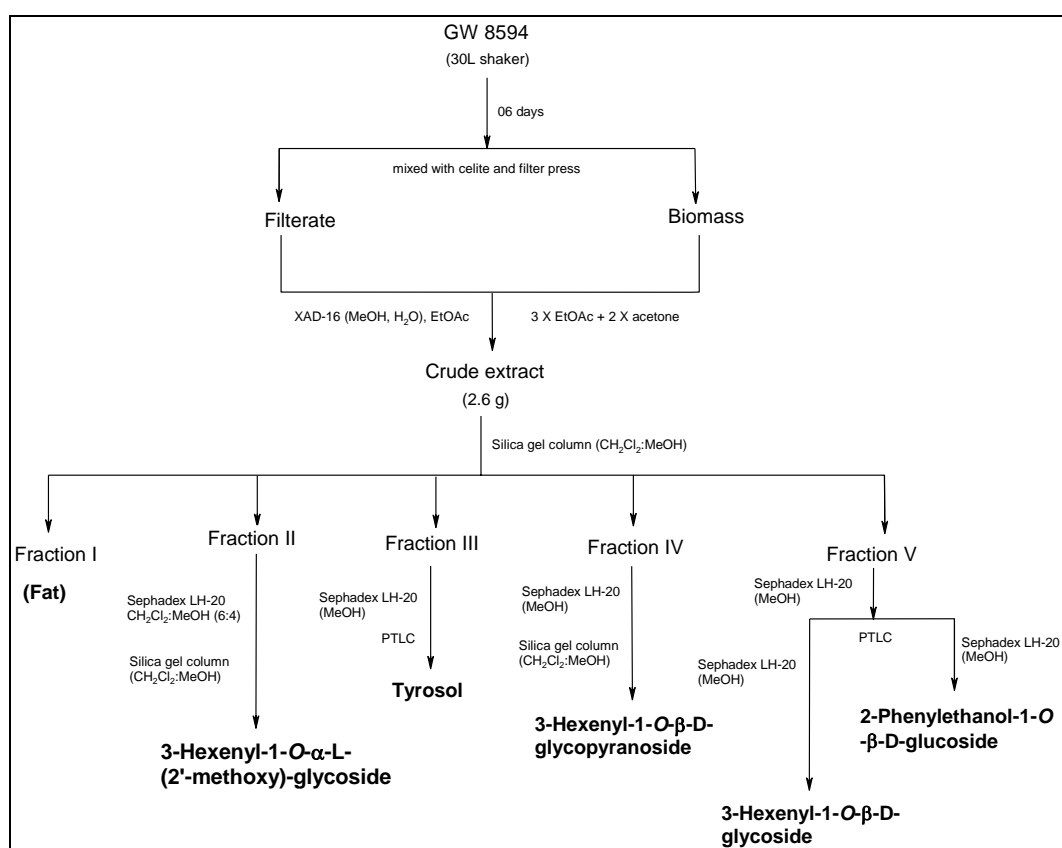 GW 8594
(30L shaker)
06 days
mixed with celite and filter press
Filterate
Biomass
XAD-16 (MeOH, H₂O), EtOAc
3 X EtOAc + 2 X acetone
Crude extract
(2.6 g)
Silica gel column (CH₂Cl₂:MeOH)
Fraction I
(Fat)
Fraction II
Sephadex LH-20
CH₂Cl₂:MeOH (6:4)
Silica gel column
(CH₂Cl₂:MeOH)
3-Hexenyl-1-O-α-L-
(2'-methoxy)-glycoside
Fraction III
Sephadex LH-20
(MeOH)
PTLC
Tyrosol
Fraction IV
Sephadex LH-20
(MeOH)
Silica gel column
(CH₂Cl₂:MeOH)
3-Hexenyl-1-O-β-D-
glycopyranoside
Fraction V
Sephadex LH-20
(MeOH)
PTLC
Sephadex LH-20
(MeOH)
Sephadex LH-20
(MeOH)
2-Phenylethanol-1-O
-β-D-glucoside
3-Hexenyl-1-O-β-D-
glycoside